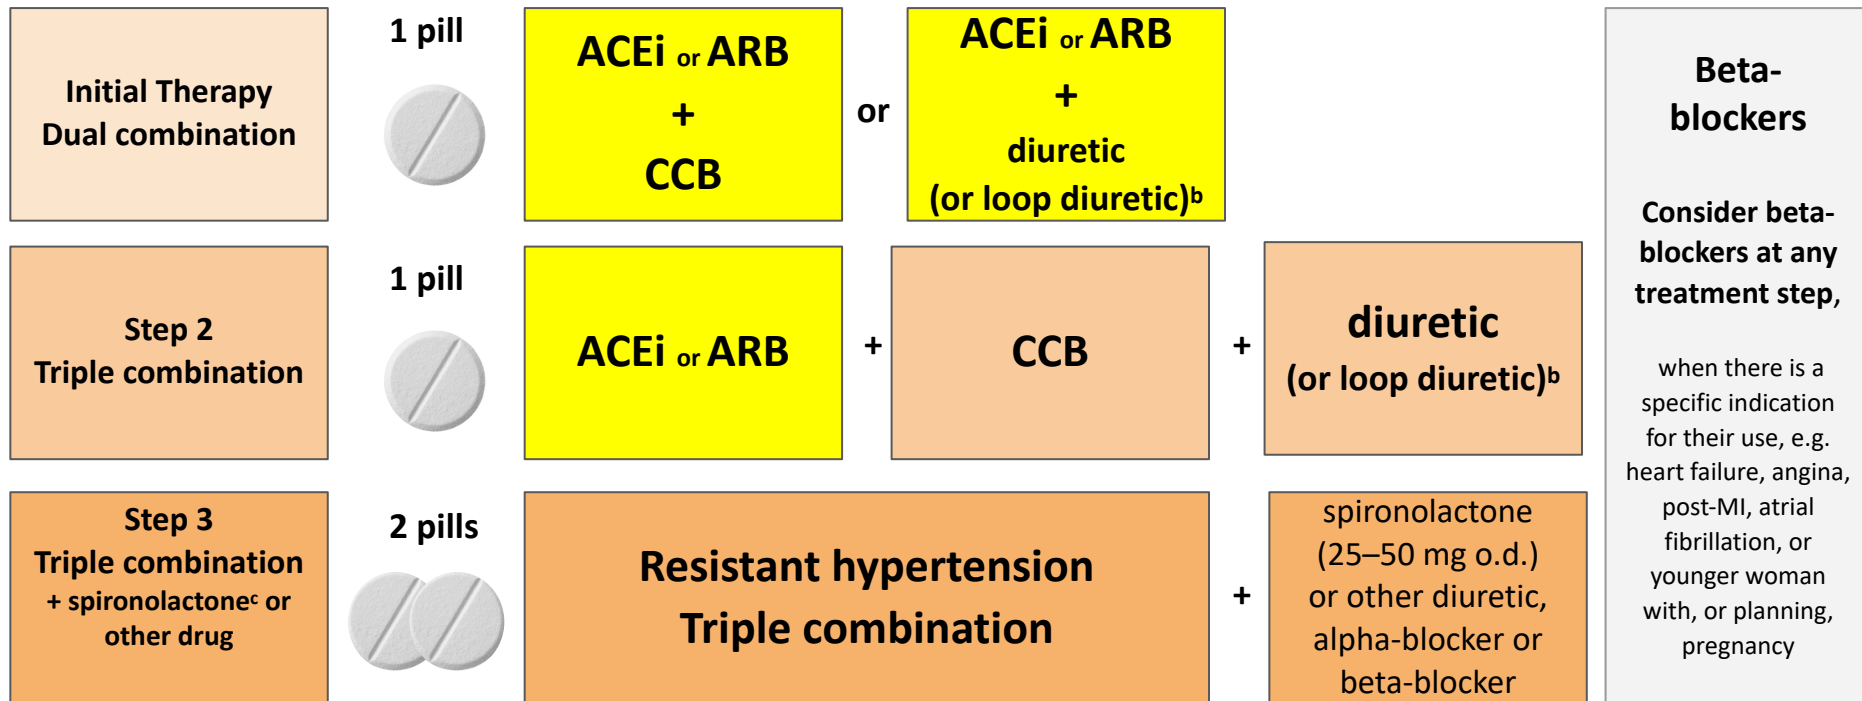 Initial Therapy
Dual combination
1 pill
ACEi or ARB
+
CCB
or
ACEi or ARB
+
diuretic
(or loop diuretic)ᵇ
Step 2
Triple combination
1 pill
ACEi or ARB
+
CCB
+
diuretic
(or loop diuretic)ᵇ
Step 3
Triple combination
+ spironolactoneᶜ or
other drug
2 pills
Resistant hypertension
Triple combination
+
spironolactone
(25–50 mg o.d.)
or other diuretic,
alpha-blocker or
beta-blocker
Beta-
blockers
Consider beta-
blockers at any
treatment step,
when there is a
specific indication
for their use, e.g.
heart failure, angina,
post-MI, atrial
fibrillation, or
younger woman
with, or planning,
pregnancy